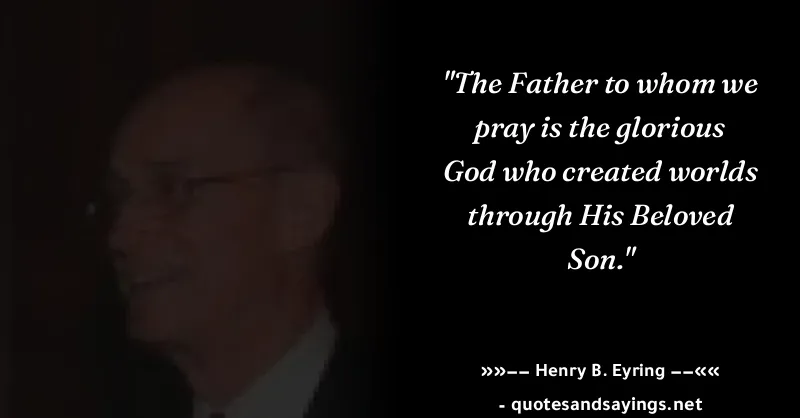 "The Father to whom we
pray is the glorious
God who created worlds
through His Beloved
Son."
»»–– Henry B. Eyring ––««
- quotesandsayings.net